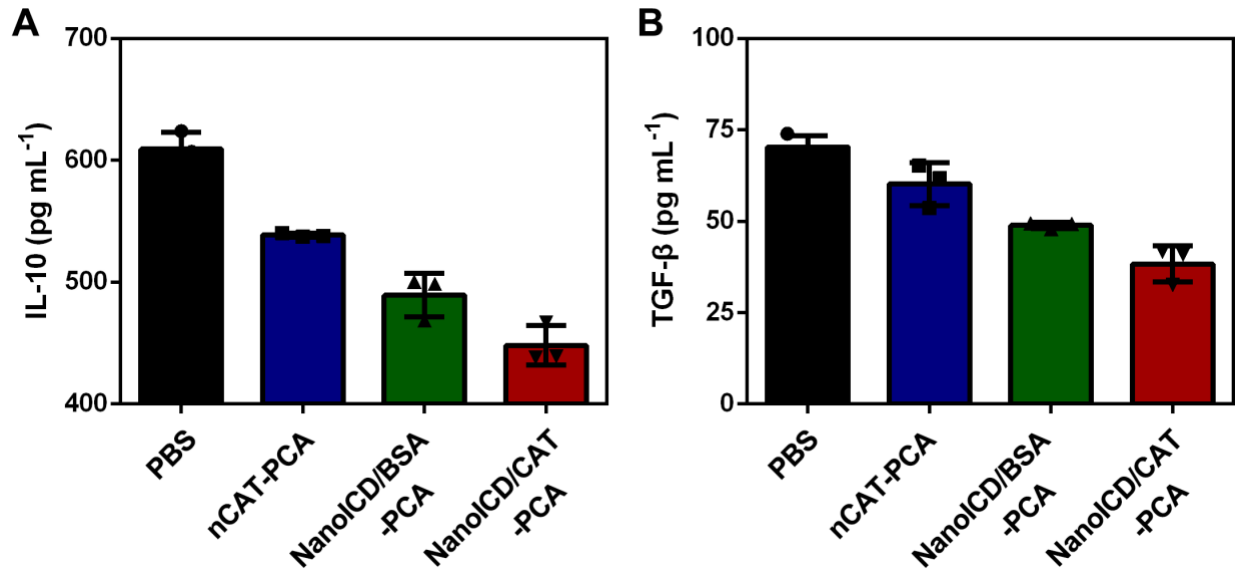 A
IL-10 (pg mL⁻¹)
700
600
500
400
PBS
nCAT-PCA
NanoICD/BSA
-PCA
NanoICD/CAT
-PCA
B
TGF-β (pg mL⁻¹)
100
75
50
25
0
PBS
nCAT-PCA
NanoICD/BSA
-PCA
NanoICD/CAT
-PCA